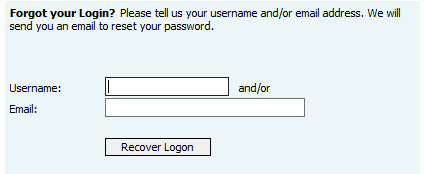 Forgot your Login? Please tell us your username and/or email address. We will
send you an email to reset your password.
Username: and/or
Email:
Recover Logon